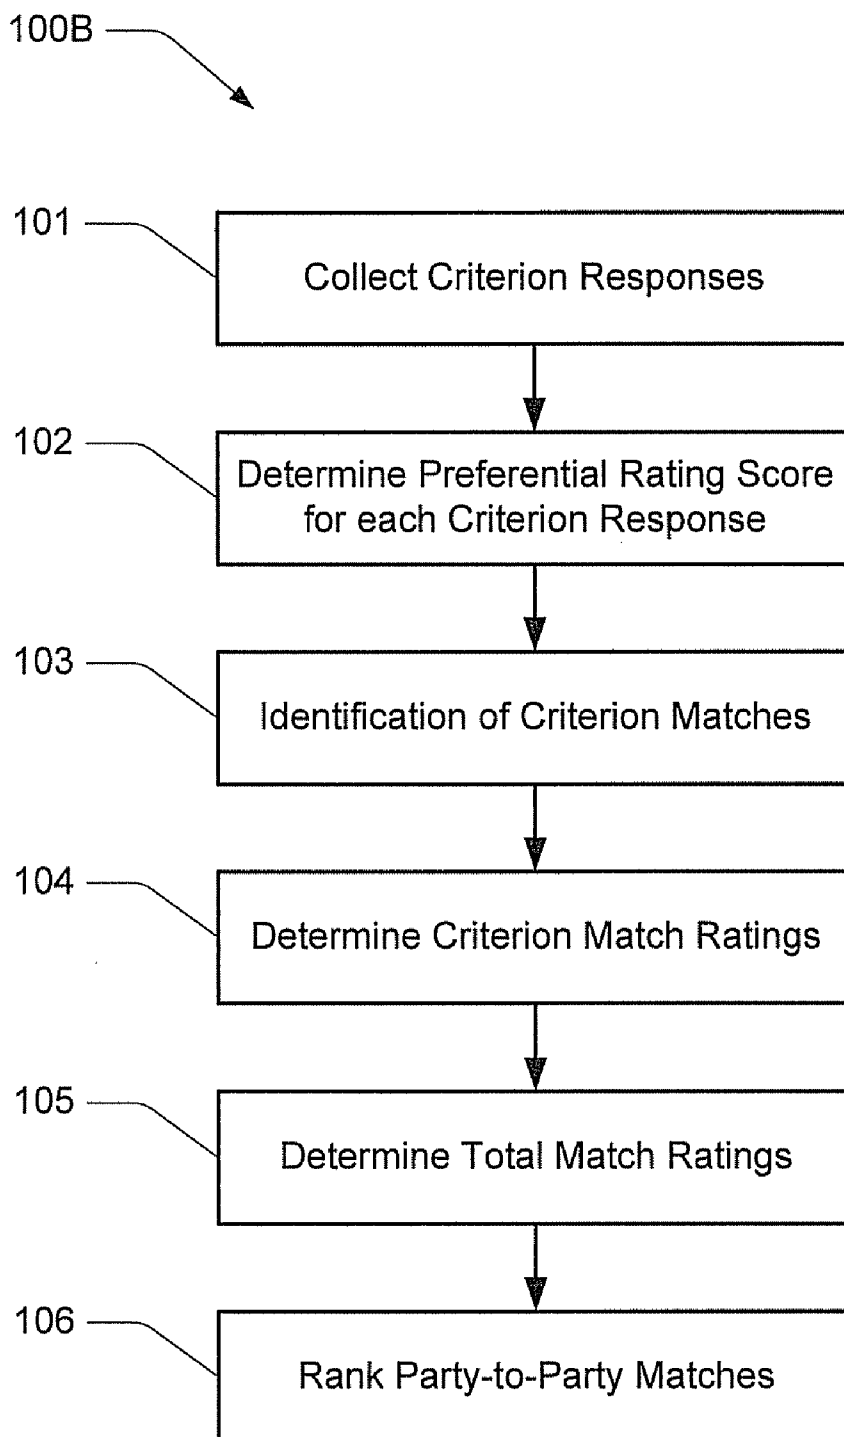 100B
101
Collect Criterion Responses
102
Determine Preferential Rating Score
for each Criterion Response
103
Identification of Criterion Matches
104
Determine Criterion Match Ratings
105
Determine Total Match Ratings
106
Rank Party-to-Party Matches